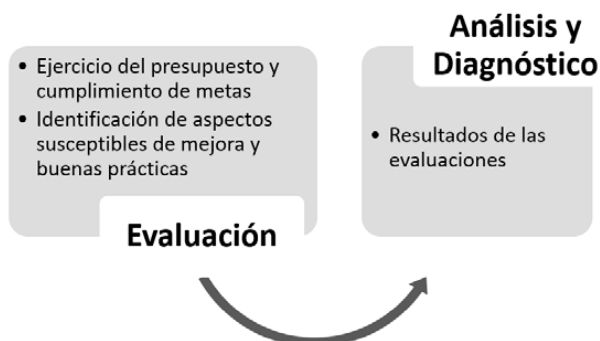 • Ejercicio del presupuesto y
cumplimiento de metas
• Identificación de aspectos
susceptibles de mejora y
buenas prácticas
Evaluación
Análisis y
Diagnóstico
• Resultados de las
evaluaciones